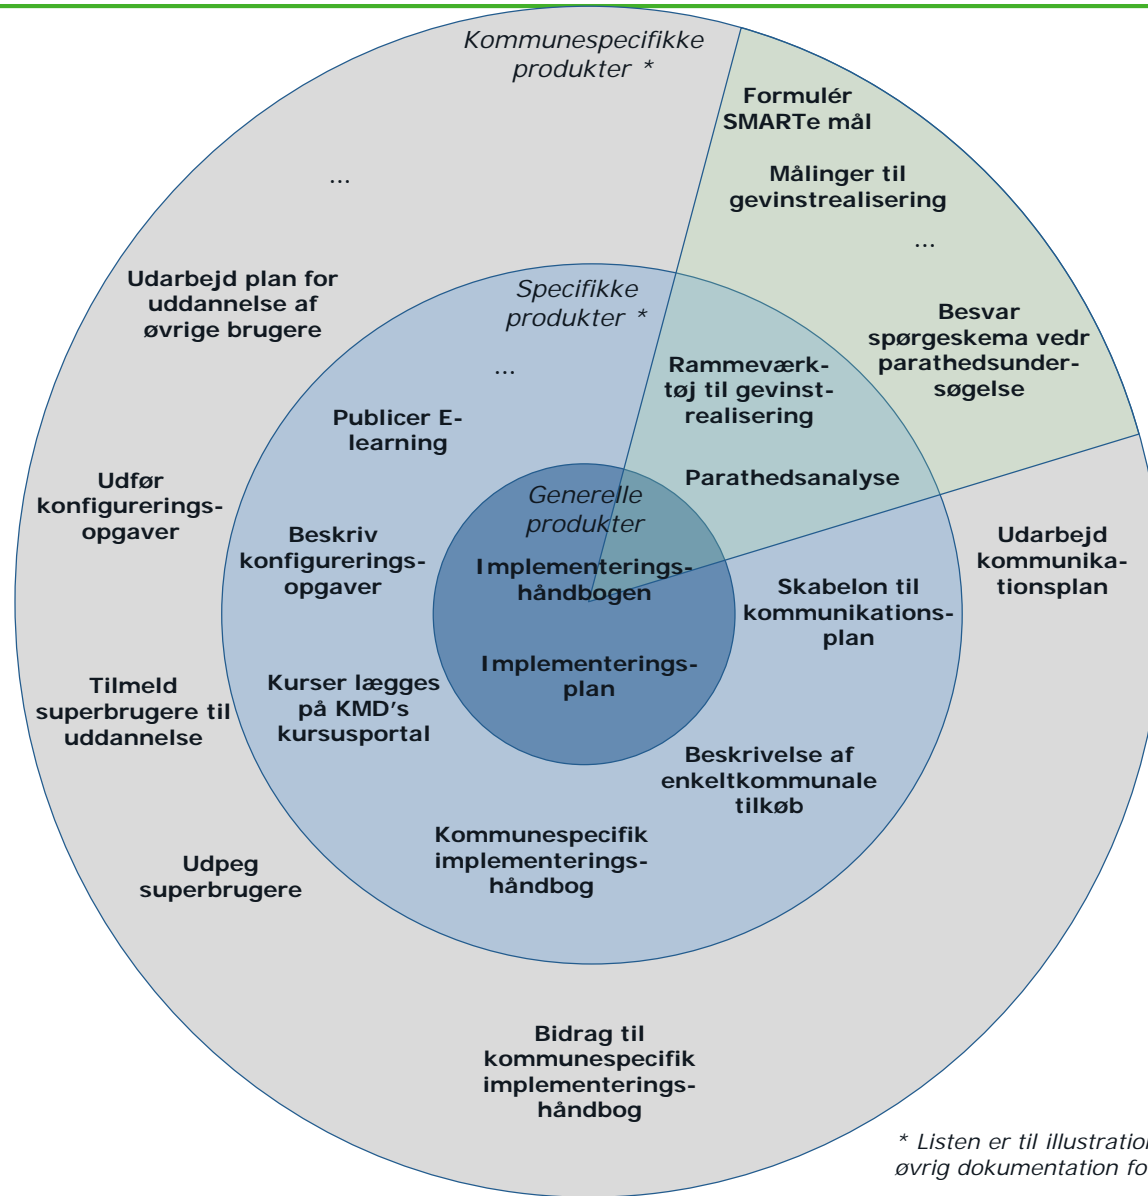 Kommunespecifikke
produkter *
Formulér
SMARTe mål
Målinger til
gevinstrealisering
...
...
Udarbejd plan for
uddannelse af
øvrige brugere
Besvar
spørgeskema vedr
parathedsunder-
søgelse
Specifikke
produkter *
...
Rammeværk-
tøj til gevinst-
realisering
Publicer E-
learning
Parathedsanalyse
Udfør
konfigurerings-
opgaver
Generelle
produkter
Beskriv
konfigurerings-
opgaver
Implementerings-
håndbogen
Udarbejd
kommunika-
tionsplan
Skabelon til
kommunikations-
plan
Implementerings-
plan
Kurser lægges
på KMD's
kursusportal
Tilmeld
superbrugere til
uddannelse
Beskrivelse af
enkeltkommunale
tilkøb
Kommunespecifik
implementerings-
håndbog
Udpeg
superbrugere
Bidrag til
kommunespecifik
implementerings-
håndbog
* Listen er til illustration
øvrig dokumentation fo